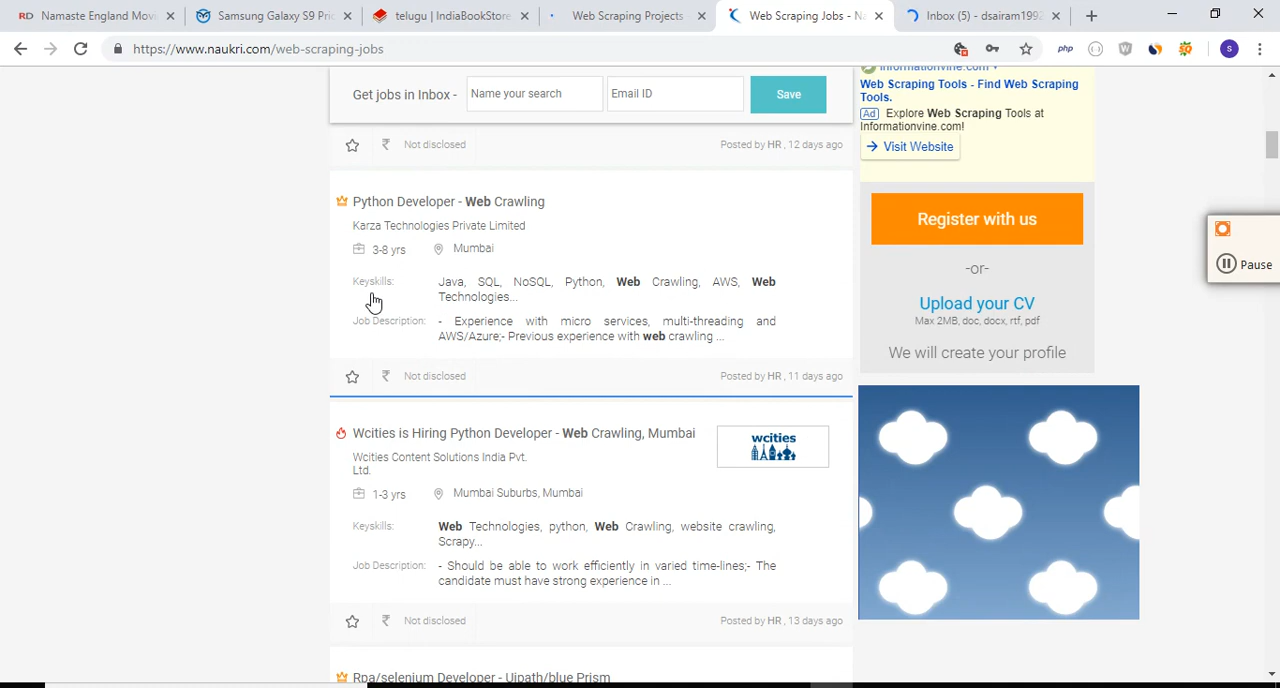 RD Namaste England Movi
Samsung Galaxy S9 Pric
telugu | IndiaBookStore
Web Scraping Projects
Web Scraping Jobs - Na
Inbox (5) - dsairam1992
https://www.naukri.com/web-scraping-jobs
php
S
Get jobs in Inbox -
Name your search
Email ID
Save
Not disclosed
Posted by HR , 12 days ago
Python Developer - Web Crawling
Karza Technologies Private Limited
3-8 yrs
Mumbai
Keyskills:
Java, SQL, NoSQL, Python, Web Crawling, AWS, Web
Technologies...
Job Description:
- Experience with micro services, multi-threading and
AWS/Azure;- Previous experience with web crawling ...
Not disclosed
Posted by HR , 11 days ago
Wcities is Hiring Python Developer - Web Crawling, Mumbai
Wcities Content Solutions India Pvt.
Ltd.
wcities
1-3 yrs
Mumbai Suburbs, Mumbai
Keyskills:
Web Technologies, python, Web Crawling, website crawling,
Scrapy...
Job Description:
- Should be able to work efficiently in varied time-lines;- The
candidate must have strong experience in ...
Not disclosed
Posted by HR , 13 days ago
Rpa/selenium Developer - Uipath/blue Prism
informationvine.com
Web Scraping Tools - Find Web Scraping
Tools.
Ad Explore Web Scraping Tools at
Informationvine.com!
Visit Website
Register with us
-or-
Upload your CV
Max 2MB, doc, docx, rtf, pdf
We will create your profile
Pause